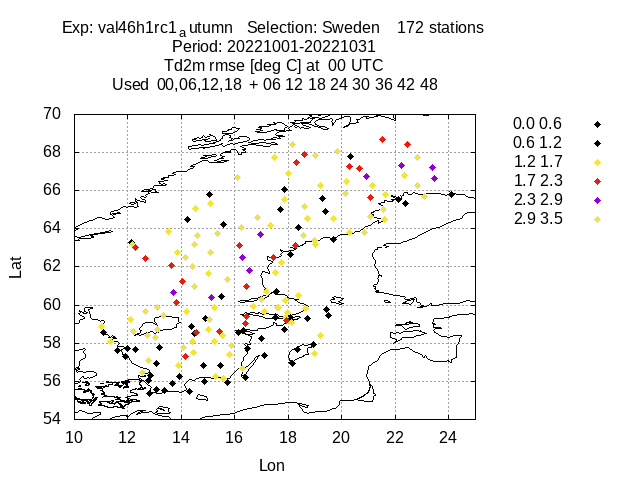 Exp: val46h1rc1autumn Selection: Sweden 172 stations
Period: 20221001-20221031
Td2m rmse [deg C] at 00 UTC
Used 00,06,12,18 + 06 12 18 24 30 36 42 48
70
68
66
64
62
60
58
56
54
10 12 14 16 18 20 22 24
Lat
Lon
0.0 0.6
0.6 1.2
1.2 1.7
1.7 2.3
2.3 2.9
2.9 3.5